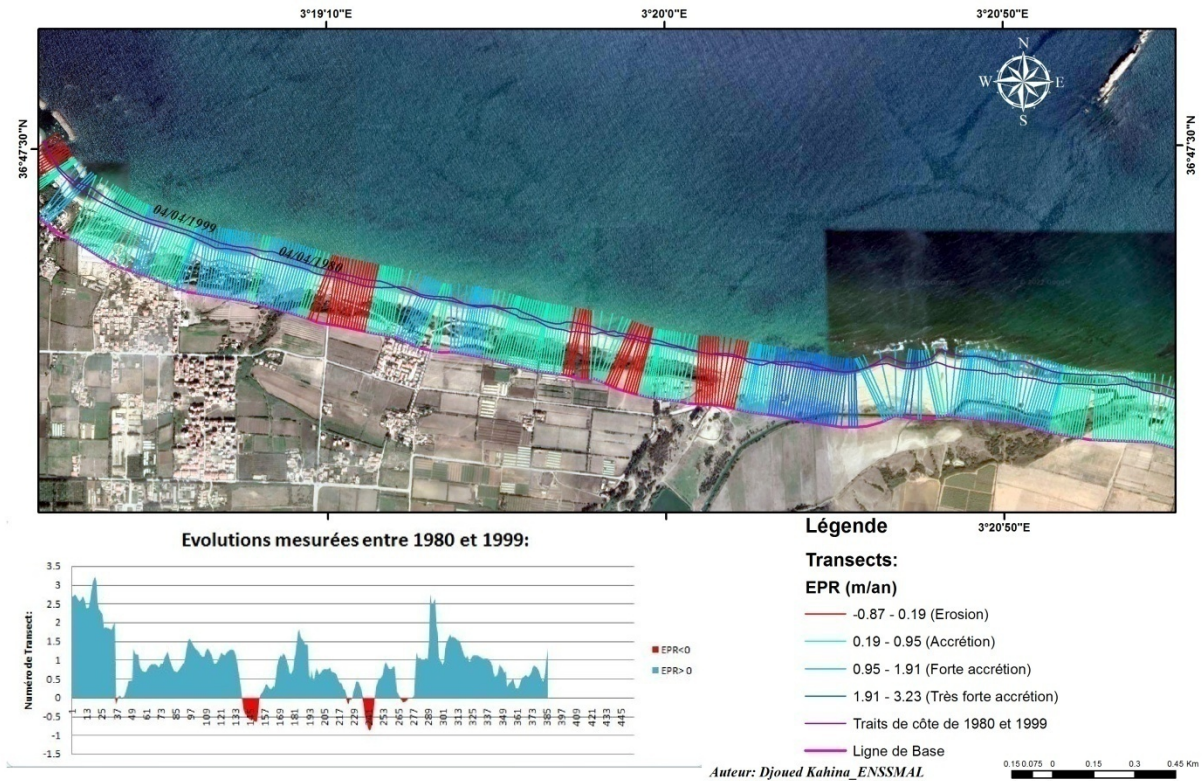 3°19'10"E
3°20'0"E
3°20'50"E
36°47'30"N
36°47'30"N
N
W
E
S
04/04/1999
04/04/1980
3°20'50"E
Evolutions mesurées entre 1980 et 1999:
Numéro de Transect:
3.5
3
2.5
2
1.5
1
0.5
0
-0.5
-1
-1.5
1
13
25
37
49
61
73
85
97
109
121
133
157
169
181
193
205
217
229
253
265
277
289
301
313
325
337
349
361
373
385
397
409
421
433
445
EPR<0
EPR> 0
Légende
Transects:
EPR (m/an)
-0.87 - 0.19 (Erosion)
0.19 - 0.95 (Accrétion)
0.95 - 1.91 (Forte accrétion)
1.91 - 3.23 (Très forte accrétion)
Traits de côte de 1980 et 1999
Ligne de Base
Auteur: Djoued Kahina_ENSSMAL
0.15 0.075 0 0.15 0.3 0.45 Km